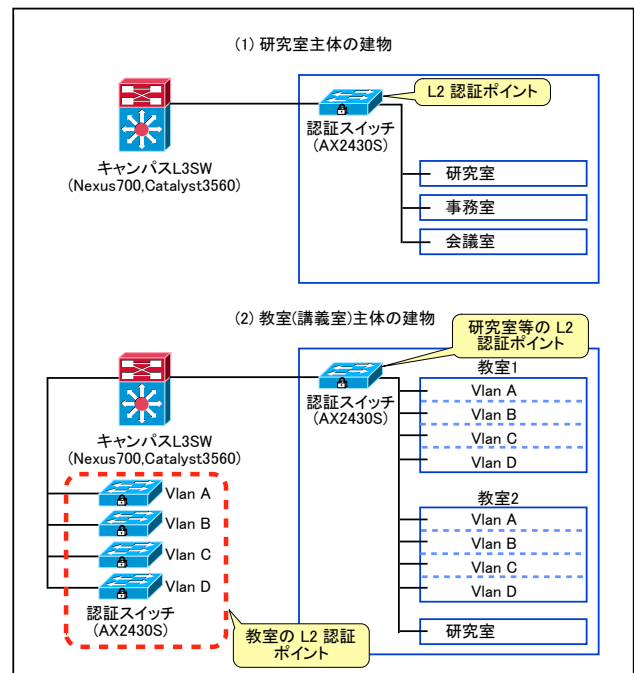 (1) 研究室主体の建物
L2 認証ポイント
認証スイッチ
(AX2430S)
キャンパスL3SW
(Nexus700,Catalyst3560)
研究室
事務室
会議室
(2) 教室(講義室)主体の建物
研究室等の L2
認証ポイント
教室1
Vlan A
Vlan B
Vlan C
Vlan D
認証スイッチ
(AX2430S)
キャンパスL3SW
(Nexus700,Catalyst3560)
Vlan A
Vlan B
Vlan C
Vlan D
認証スイッチ
(AX2430S)
教室の L2 認証
ポイント
教室2
Vlan A
Vlan B
Vlan C
Vlan D
研究室